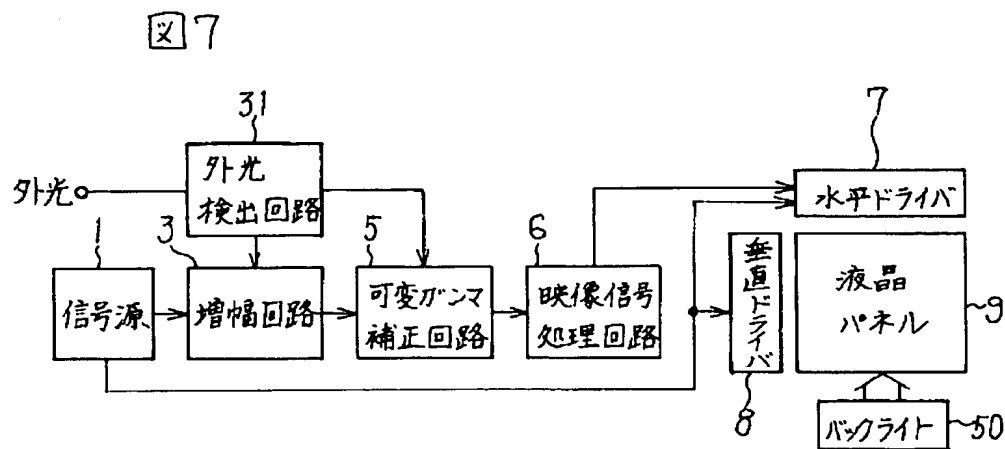 図7
31
外光
外光
検出回路
7
水平ドライバ
1
信号源
3
増幅回路
5
可変ガンマ
補正回路
6
映像信号
処理回路
垂直ドライバ
8
液晶
パネル
9
バックライト
50